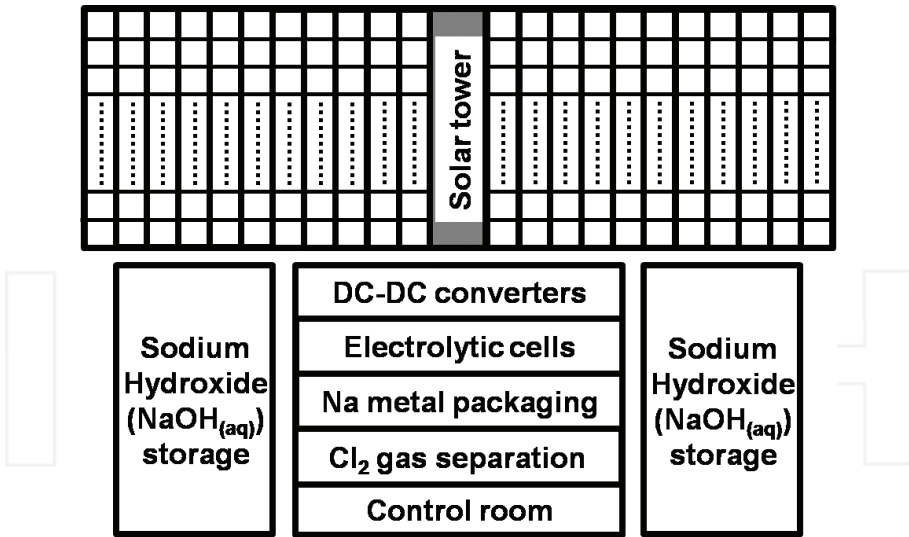 Solar tower
Sodium
Hydroxide
(NaOH(aq))
storage
DC-DC converters
Electrolytic cells
Na metal packaging
Cl₂ gas separation
Control room
Sodium
Hydroxide
(NaOH(aq))
storage